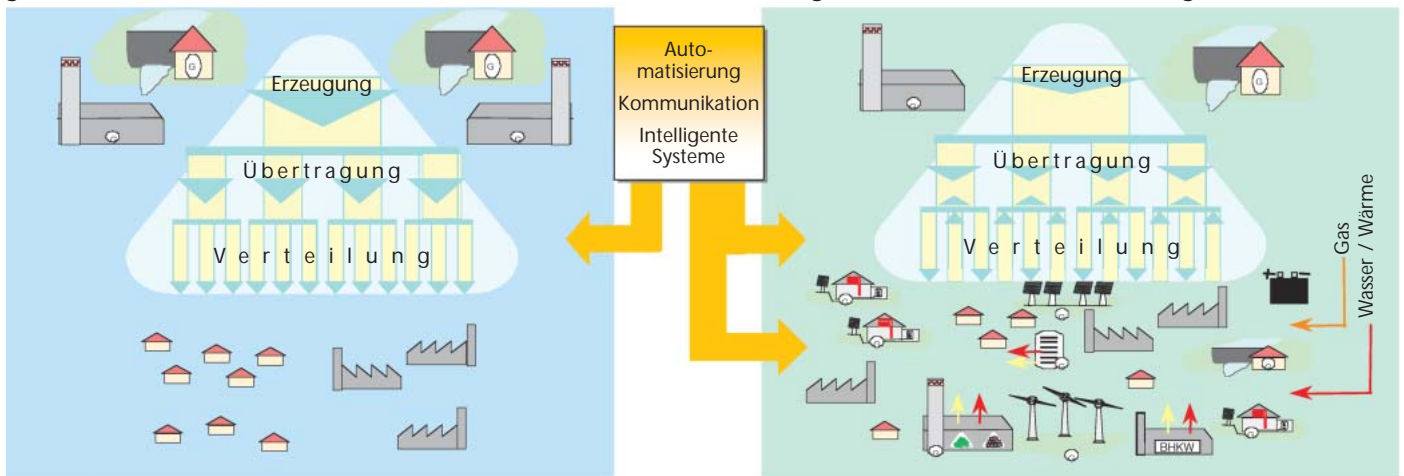 Erzeugung
Übertragung
Verteilung
G
G
Auto-
matisierung
Kommunikation
Intelligente
Systeme
Erzeugung
Übertragung
Verteilung
G
Gas
Wasser / Wärme
BHKW